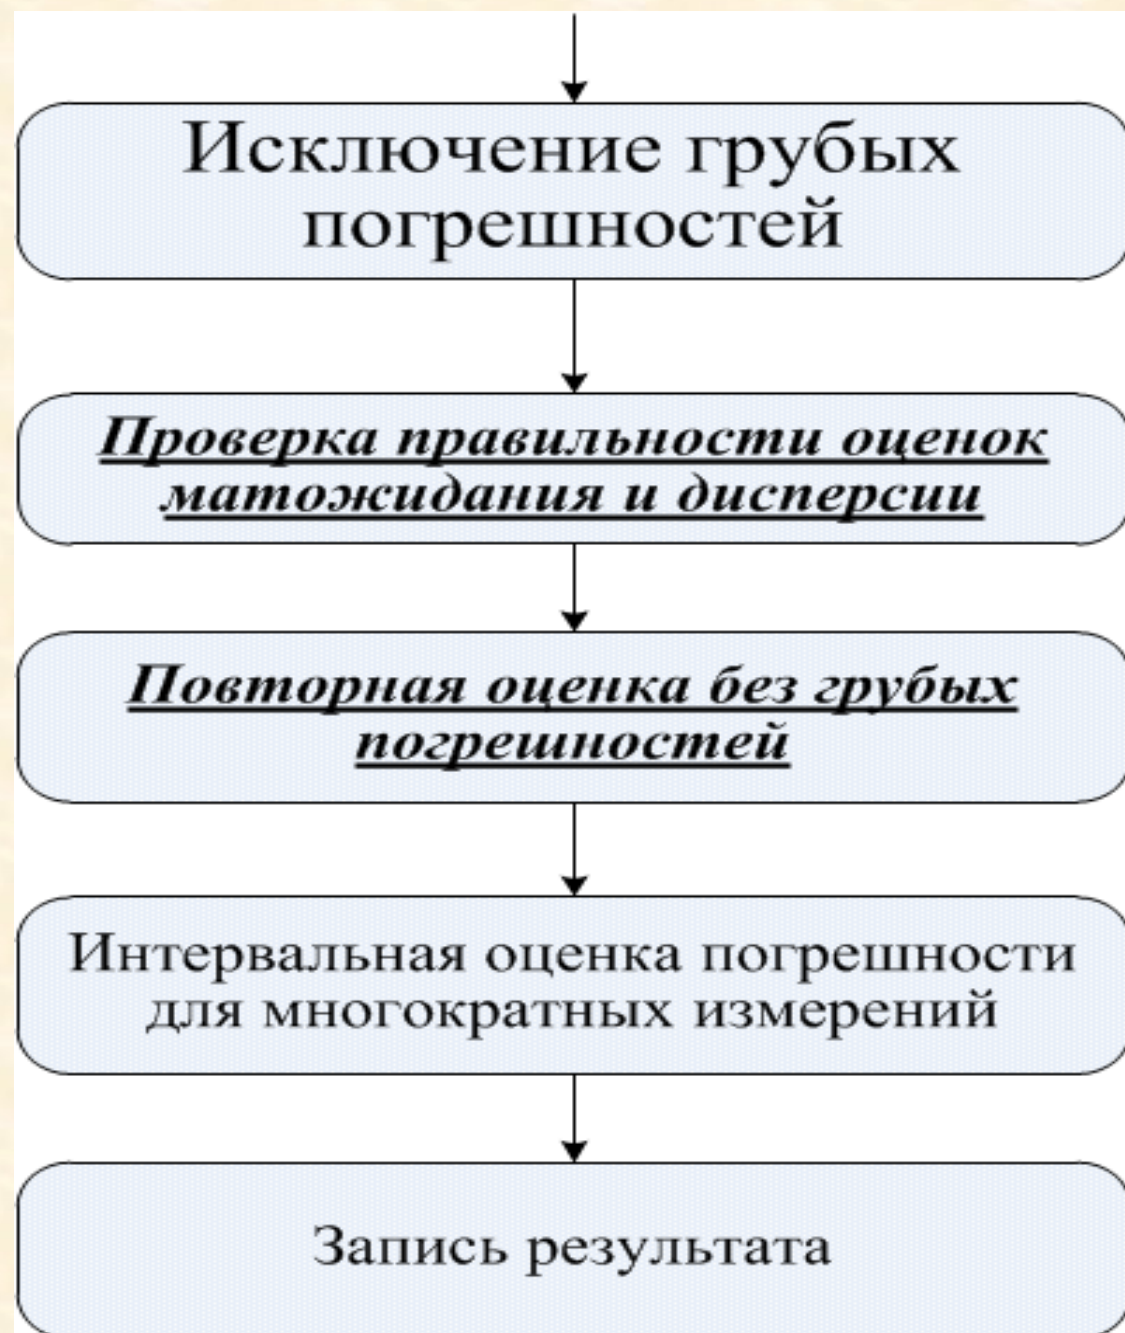 Исключение грубых
погрешностей
Проверка правильности оценок
матожидания и дисперсии
Повторная оценка без грубых
погрешностей
Интервальная оценка погрешности
для многократных измерений
Запись результата